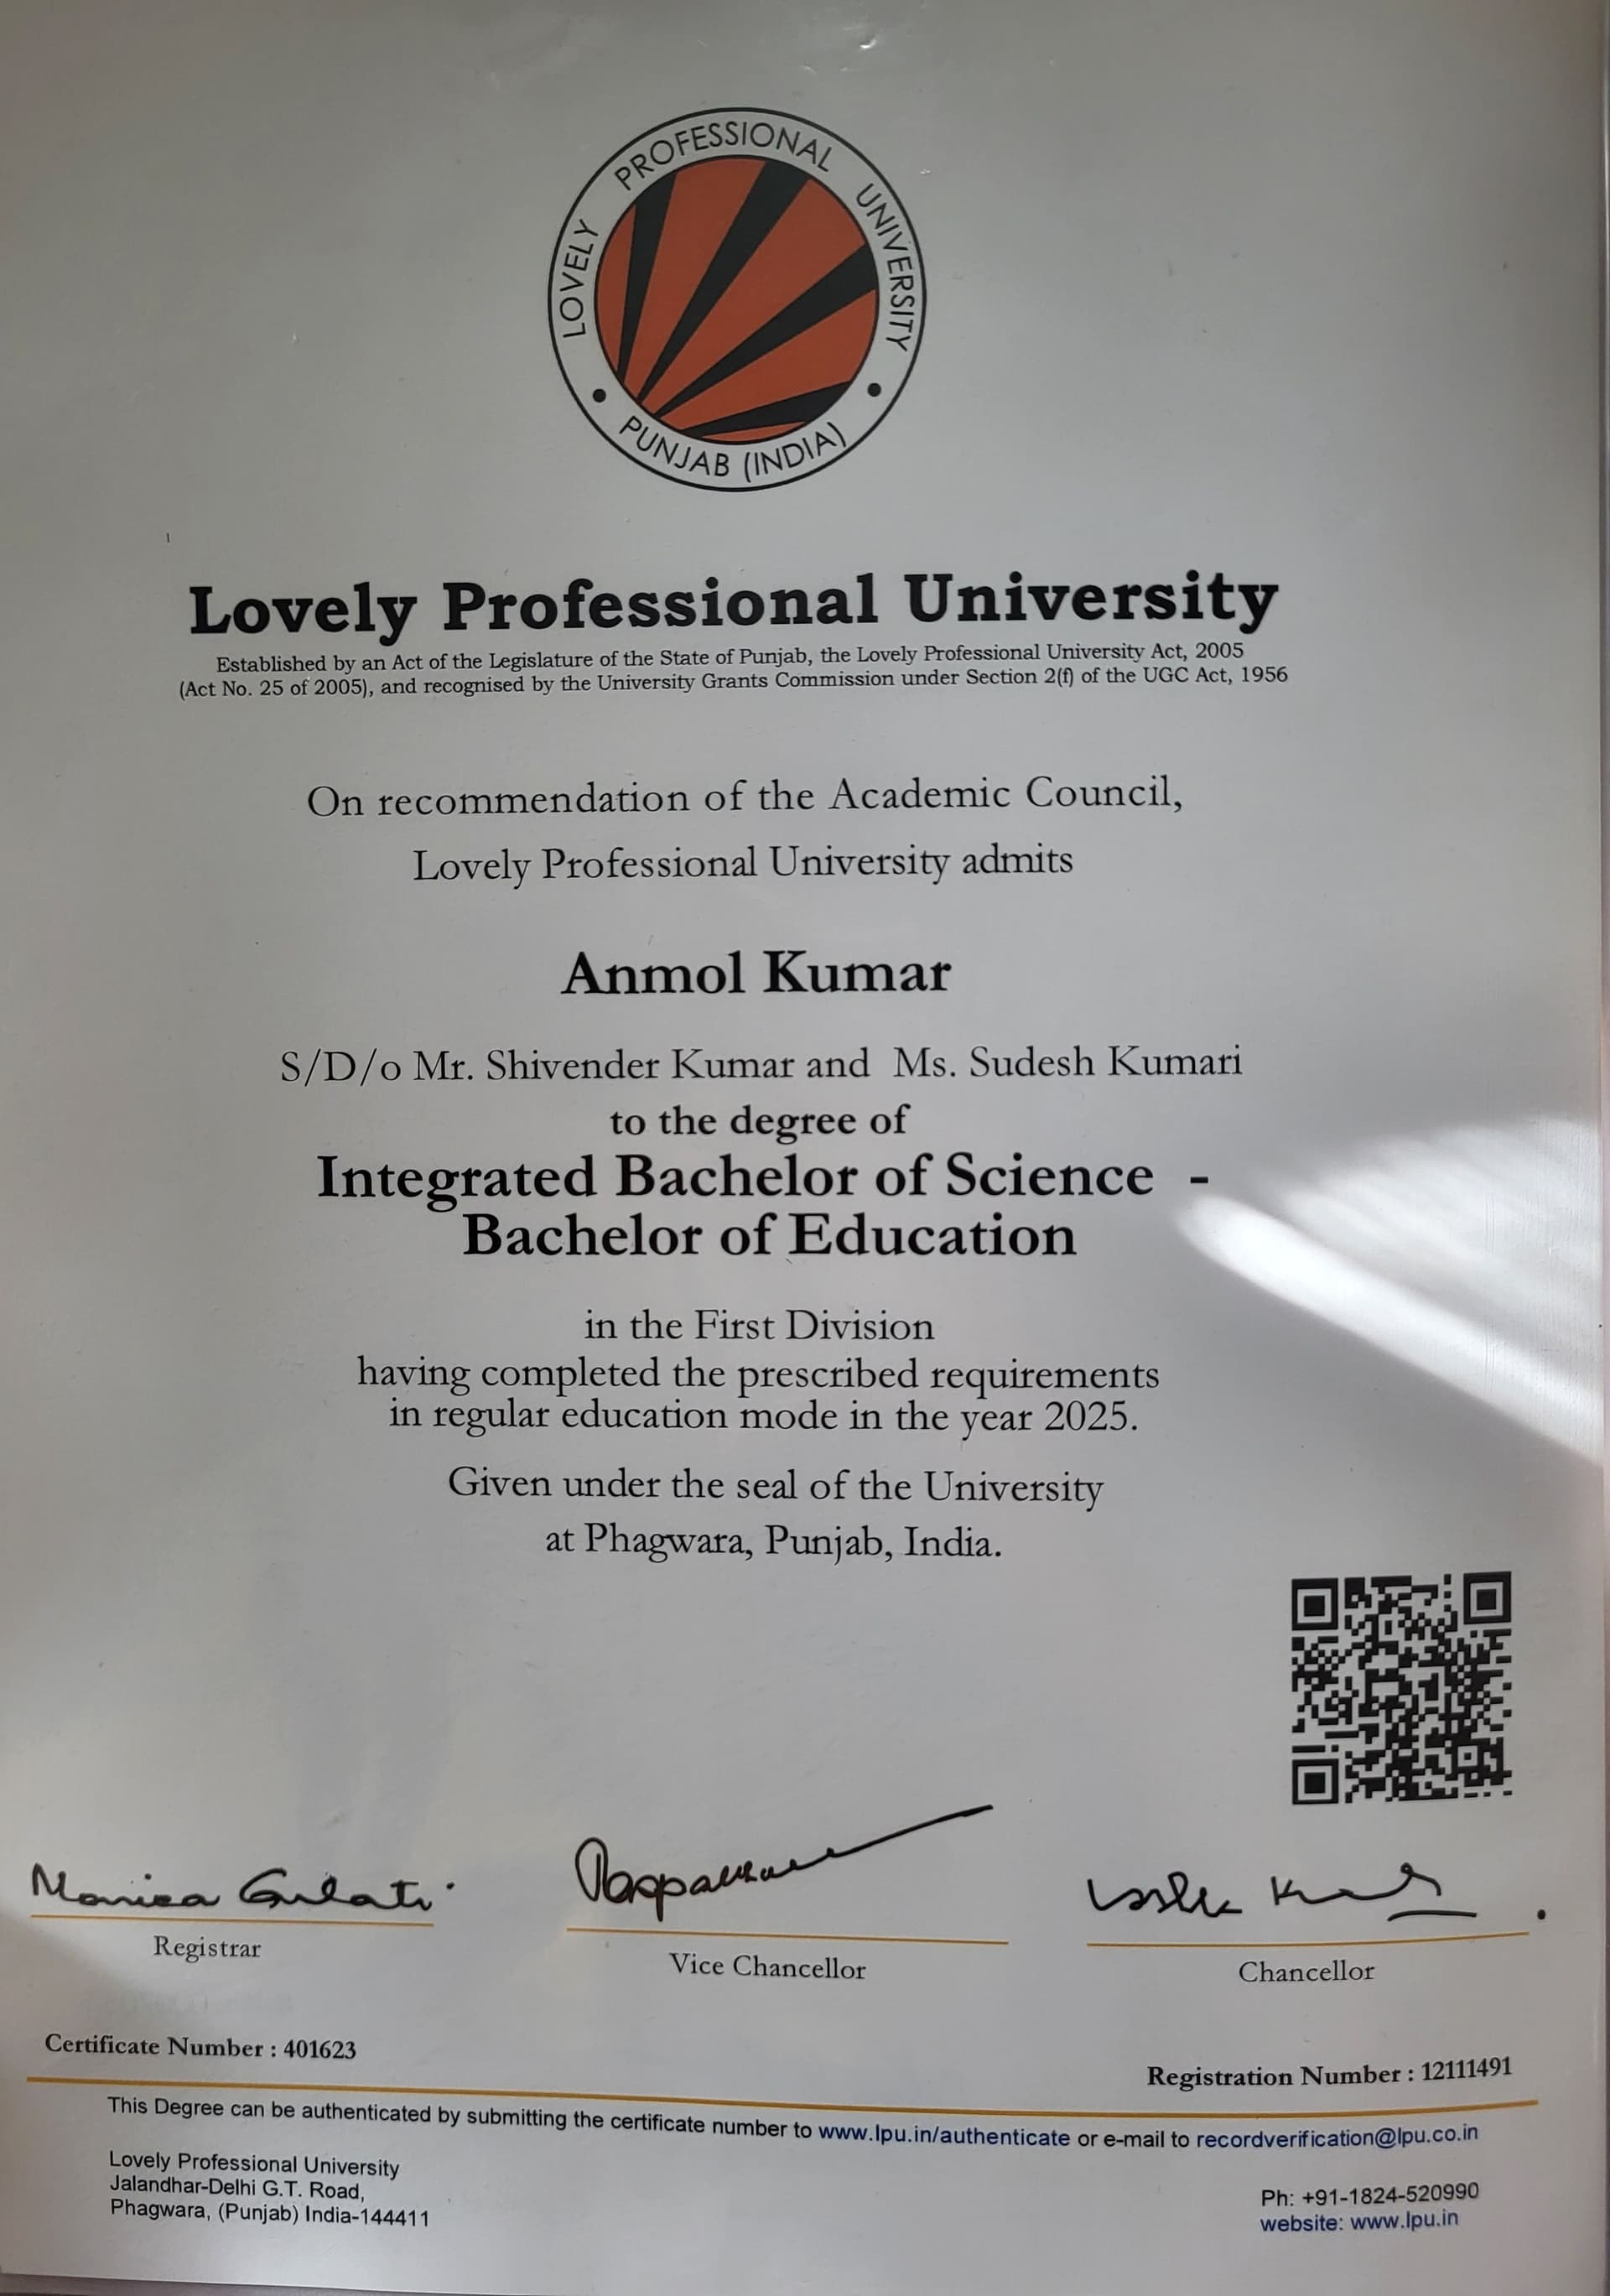 LOVELY PROFESSIONAL UNIVERSITY
• PUNJAB (INDIA) •
Lovely Professional University
Established by an Act of the Legislature of the State of Punjab, the Lovely Professional University Act, 2005
(Act No. 25 of 2005), and recognised by the University Grants Commission under Section 2(f) of the UGC Act, 1956
On recommendation of the Academic Council,
Lovely Professional University admits
Anmol Kumar
S/D/o Mr. Shivender Kumar and Ms. Sudesh Kumari
to the degree of
Integrated Bachelor of Science -
Bachelor of Education
in the First Division
having completed the prescribed requirements
in regular education mode in the year 2025.
Given under the seal of the University
at Phagwara, Punjab, India.
Monica Gulati
Registrar
Vice Chancellor
Chancellor
Certificate Number : 401623
Registration Number : 12111491
This Degree can be authenticated by submitting the certificate number to www.lpu.in/authenticate or e-mail to recordverification@lpu.co.in
Lovely Professional University
Jalandhar-Delhi G.T. Road,
Phagwara, (Punjab) India-144411
Ph: +91-1824-520990
website: www.lpu.in